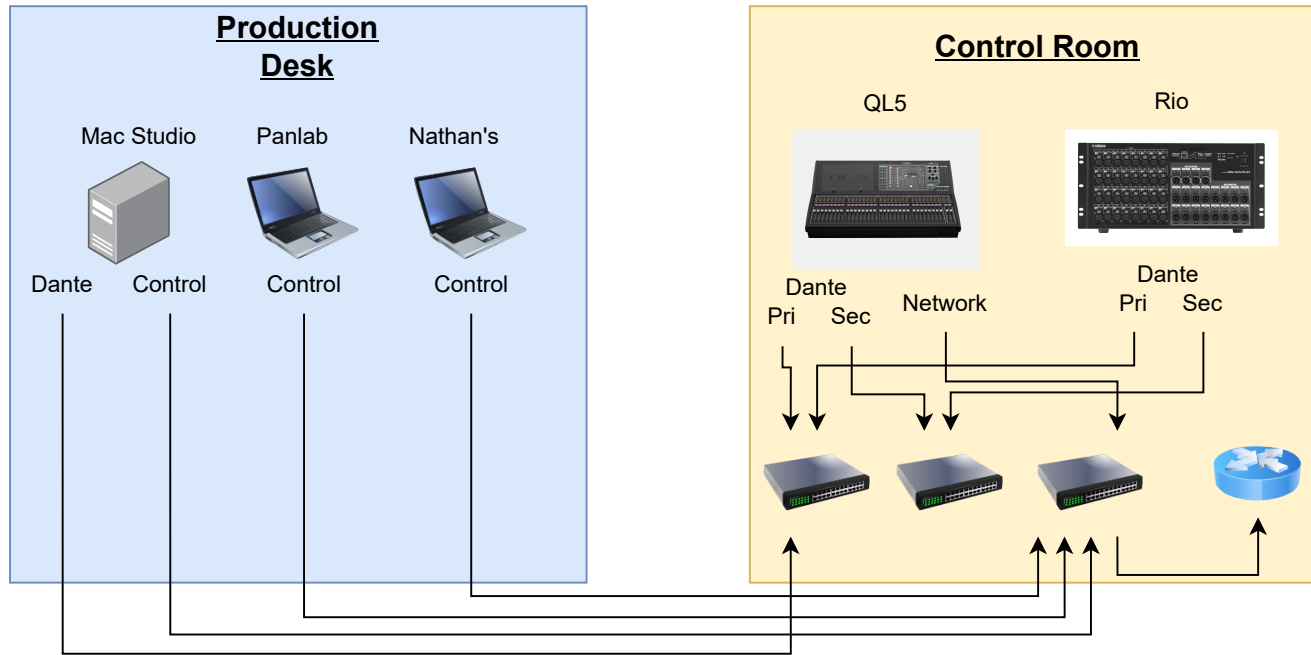 Production
Desk
Mac Studio
Panlab
Nathan's
Dante
Control
Control
Control
Control Room
QL5
Rio
Dante
Pri
Sec
Network
Dante
Pri
Sec